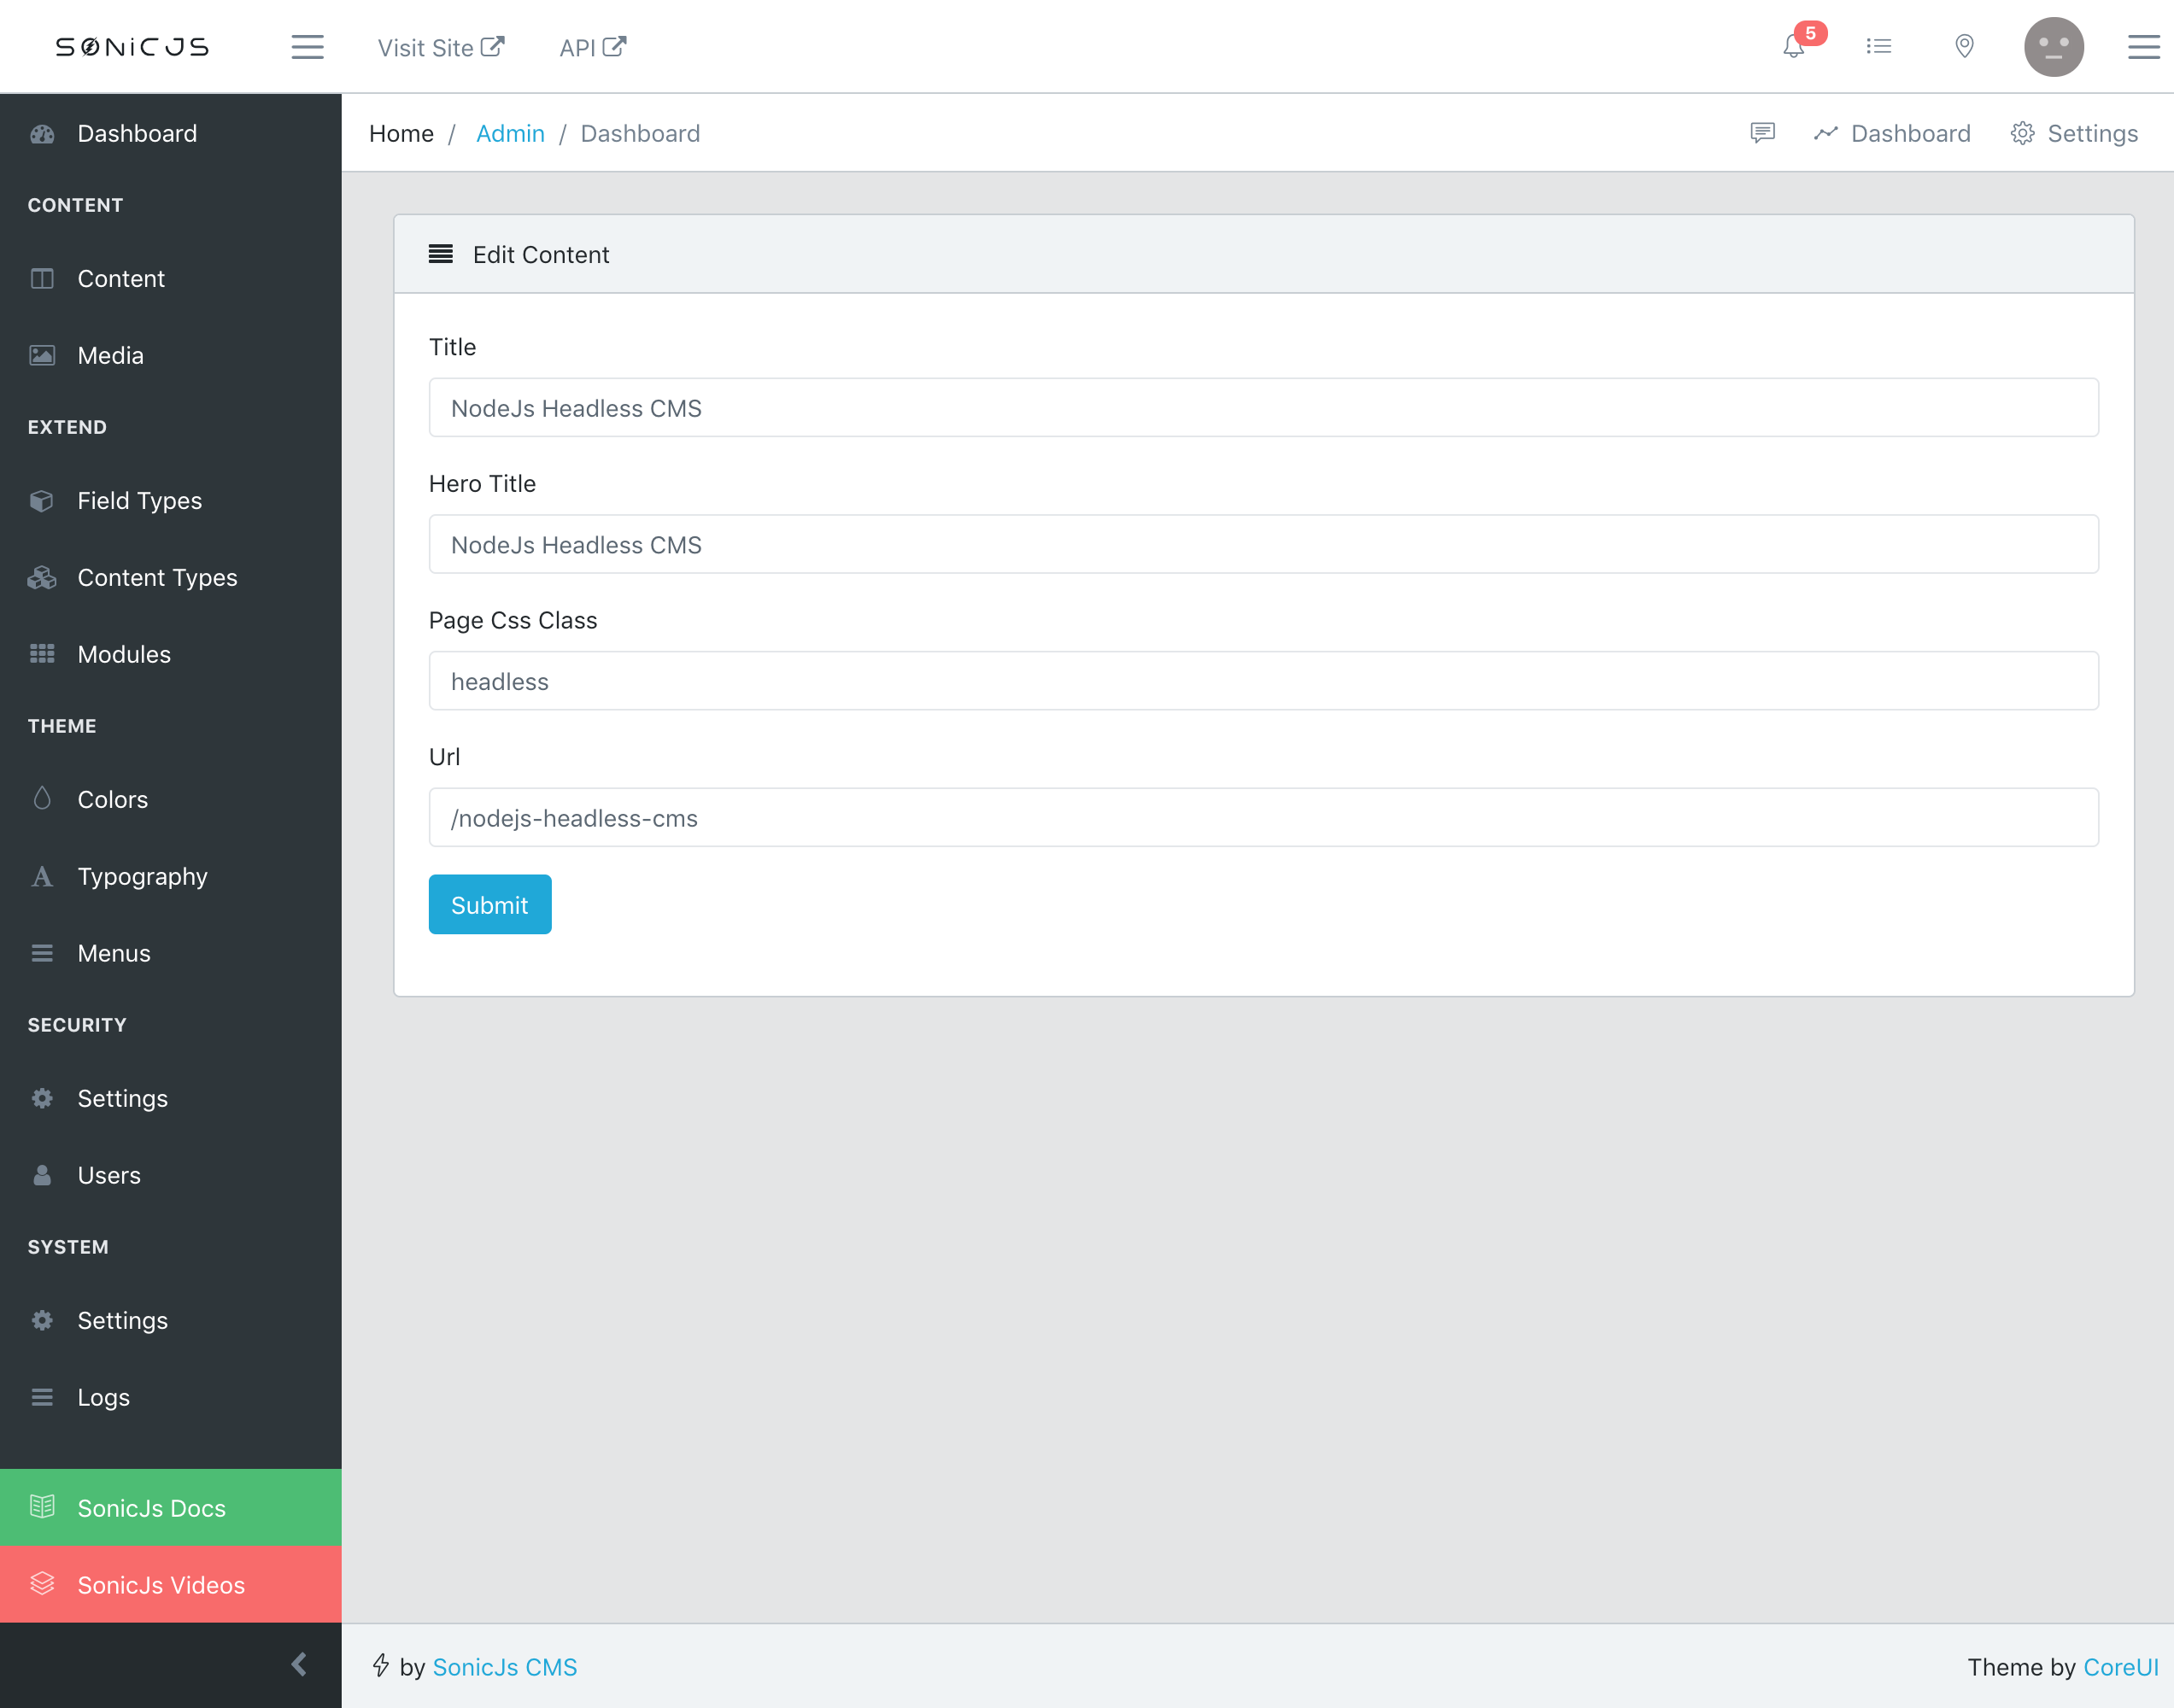 SONiCJS
Visit Site
API
5
Dashboard
CONTENT
Content
Media
EXTEND
Field Types
Content Types
Modules
THEME
Colors
Typography
Menus
SECURITY
Settings
Users
SYSTEM
Settings
Logs
SonicJs Docs
SonicJs Videos
Home / Admin / Dashboard
Dashboard
Settings
Edit Content
Title
NodeJs Headless CMS
Hero Title
NodeJs Headless CMS
Page Css Class
headless
Url
/nodejs-headless-cms
Submit
by SonicJs CMS
Theme by CoreUI